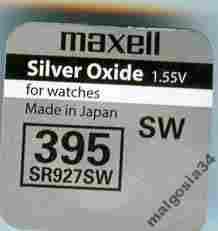 maxell
Silver Oxide 1.55V
for watches
Made in Japan
SW
395
SR927SW
malgosia34